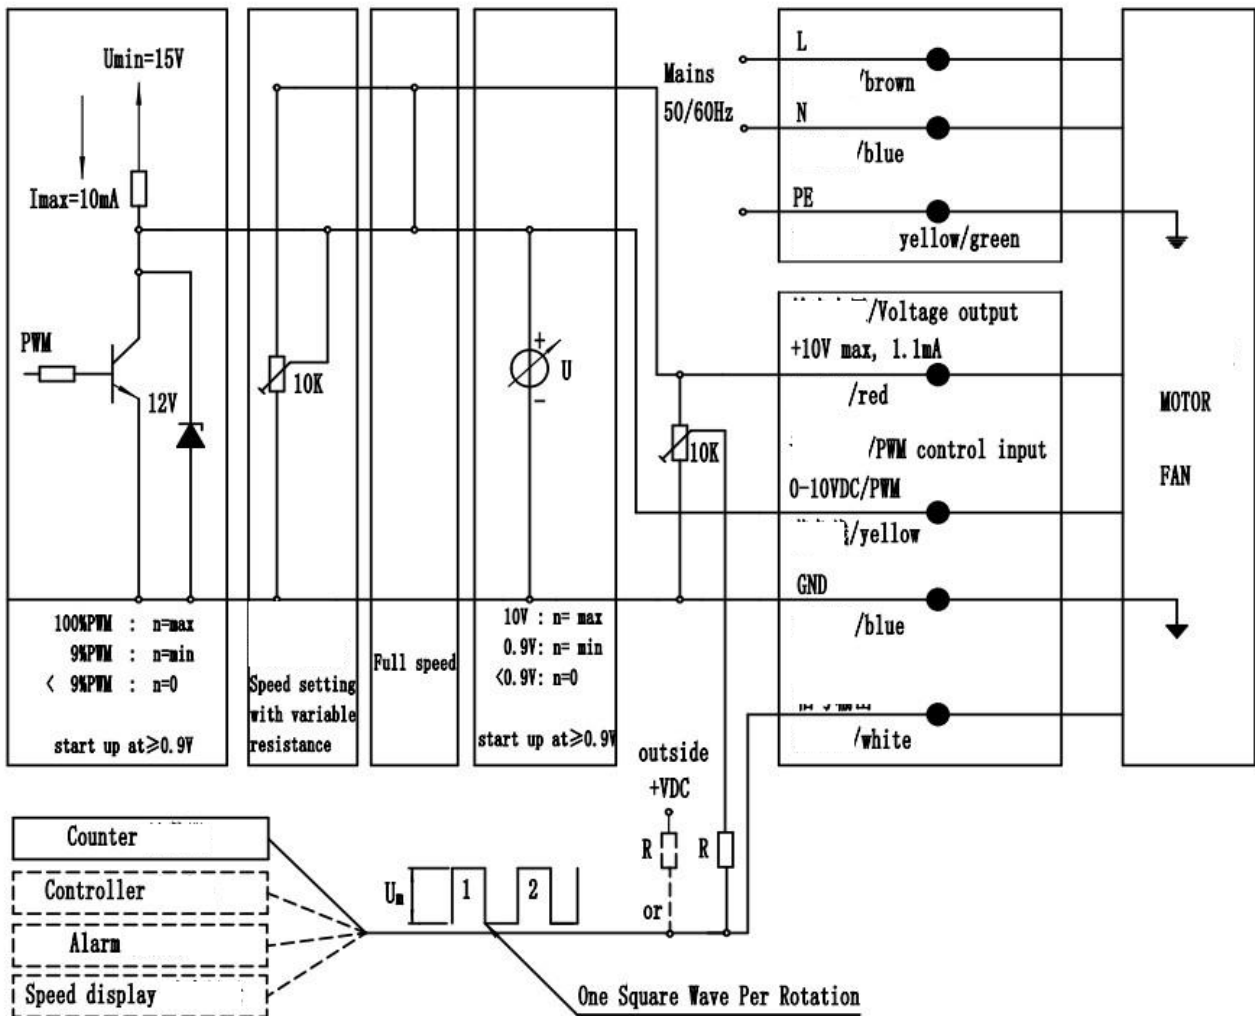 Umin=15V
Imax=10mA
PWM
12V
100%PWM : n=max
9%PWM : n=min
< 9%PWM : n=0
start up at≥0.9V
10K
Speed setting
with variable
resistance
Full speed
+
U
-
10V : n= max
0.9V: n= min
<0.9V: n=0
start up at≥0.9V
Mains
50/60Hz
L
/brown
N
/blue
PE
yellow/green
/Voltage output
+10V max, 1.1mA
/red
10K
/PWM control input
0-10VDC/PWM
/yellow
GND
/blue
/white
MOTOR
FAN
outside
+VDC
R
R
or
Counter
Controller
Alarm
Speed display
Um
1
2
One Square Wave Per Rotation